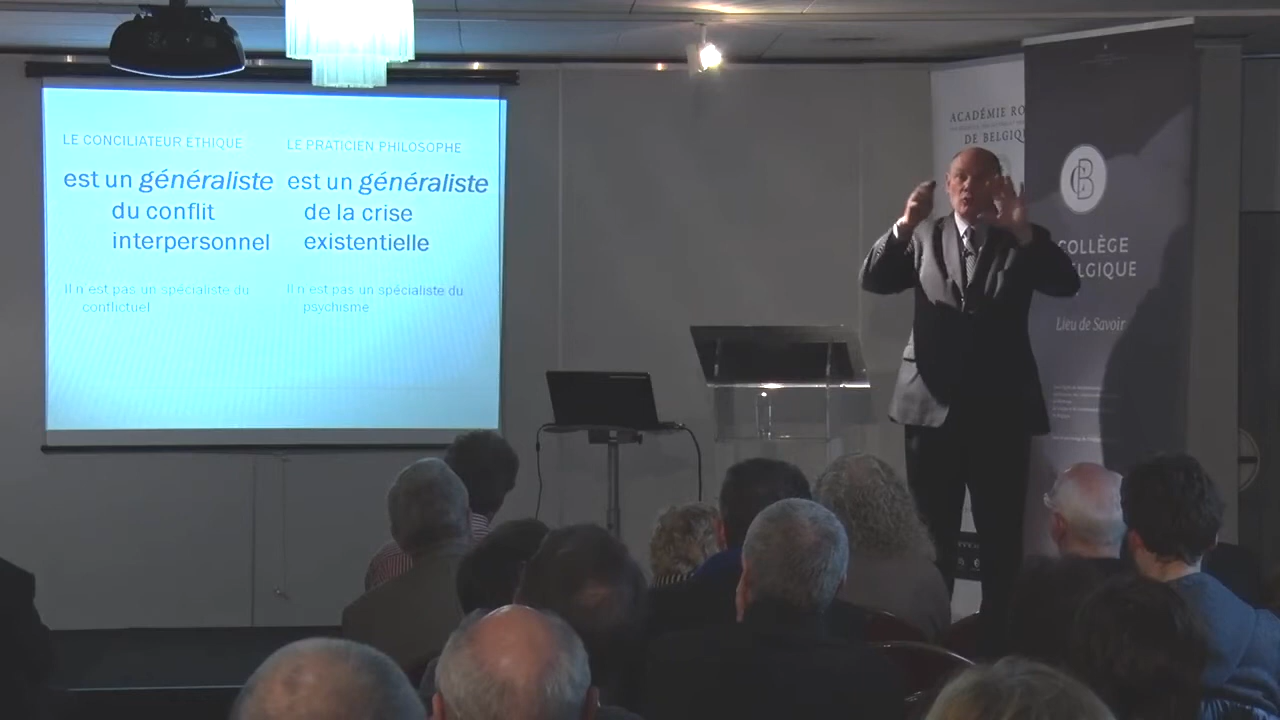 LE CONCILIATEUR ETHIQUE
est un généraliste
du conflit
interpersonnel
Il n'est pas un spécialiste du
conflictuel
LE PRATICIEN PHILOSOPHE
est un généraliste
de la crise
existentielle
Il n'est pas un spécialiste du
psychisme
ACADÉMIE RO
DE BELGIQU
CB
COLLÈGE
ELGIQUE
Lieu de Savoir